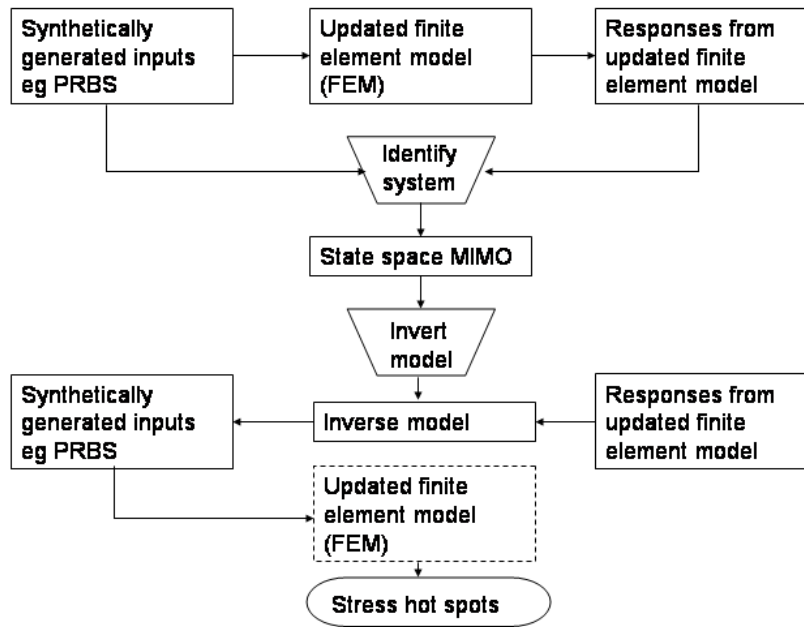 Synthetically
generated inputs
eg PRBS
Updated finite
element model
(FEM)
Responses from
updated finite
element model
Identify
system
State space MIMO
Invert
model
Synthetically
generated inputs
eg PRBS
Inverse model
Responses from
updated finite
element model
Updated finite
element model
(FEM)
Stress hot spots